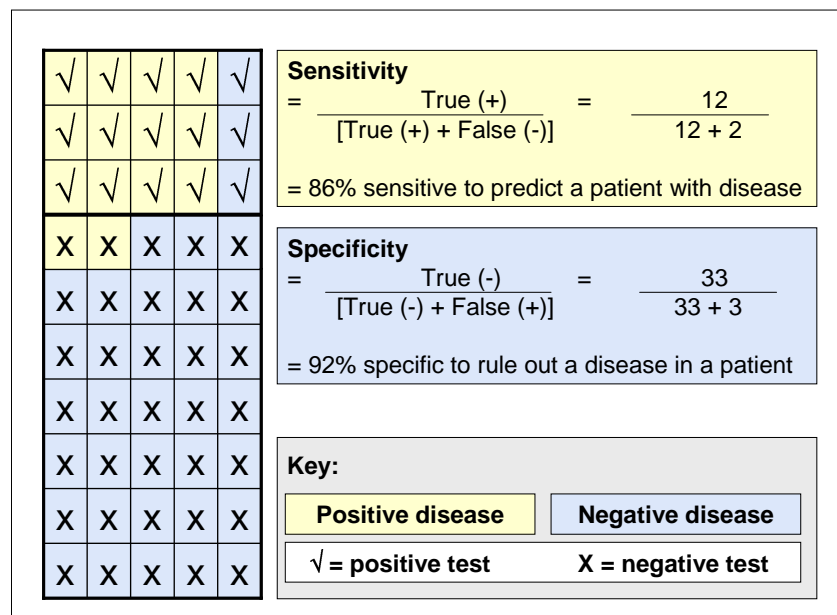 √ √ √ √ √
√ √ √ √ √
√ √ √ √ √
X X X X X
X X X X X
X X X X X
X X X X X
X X X X X
X X X X X
X X X X X
Sensitivity
= True (+) = 12
[True (+) + False (-)] 12 + 2
= 86% sensitive to predict a patient with disease
Specificity
= True (-) = 33
[True (-) + False (+)] 33 + 3
= 92% specific to rule out a disease in a patient
Key:
Positive disease Negative disease
√ = positive test X = negative test